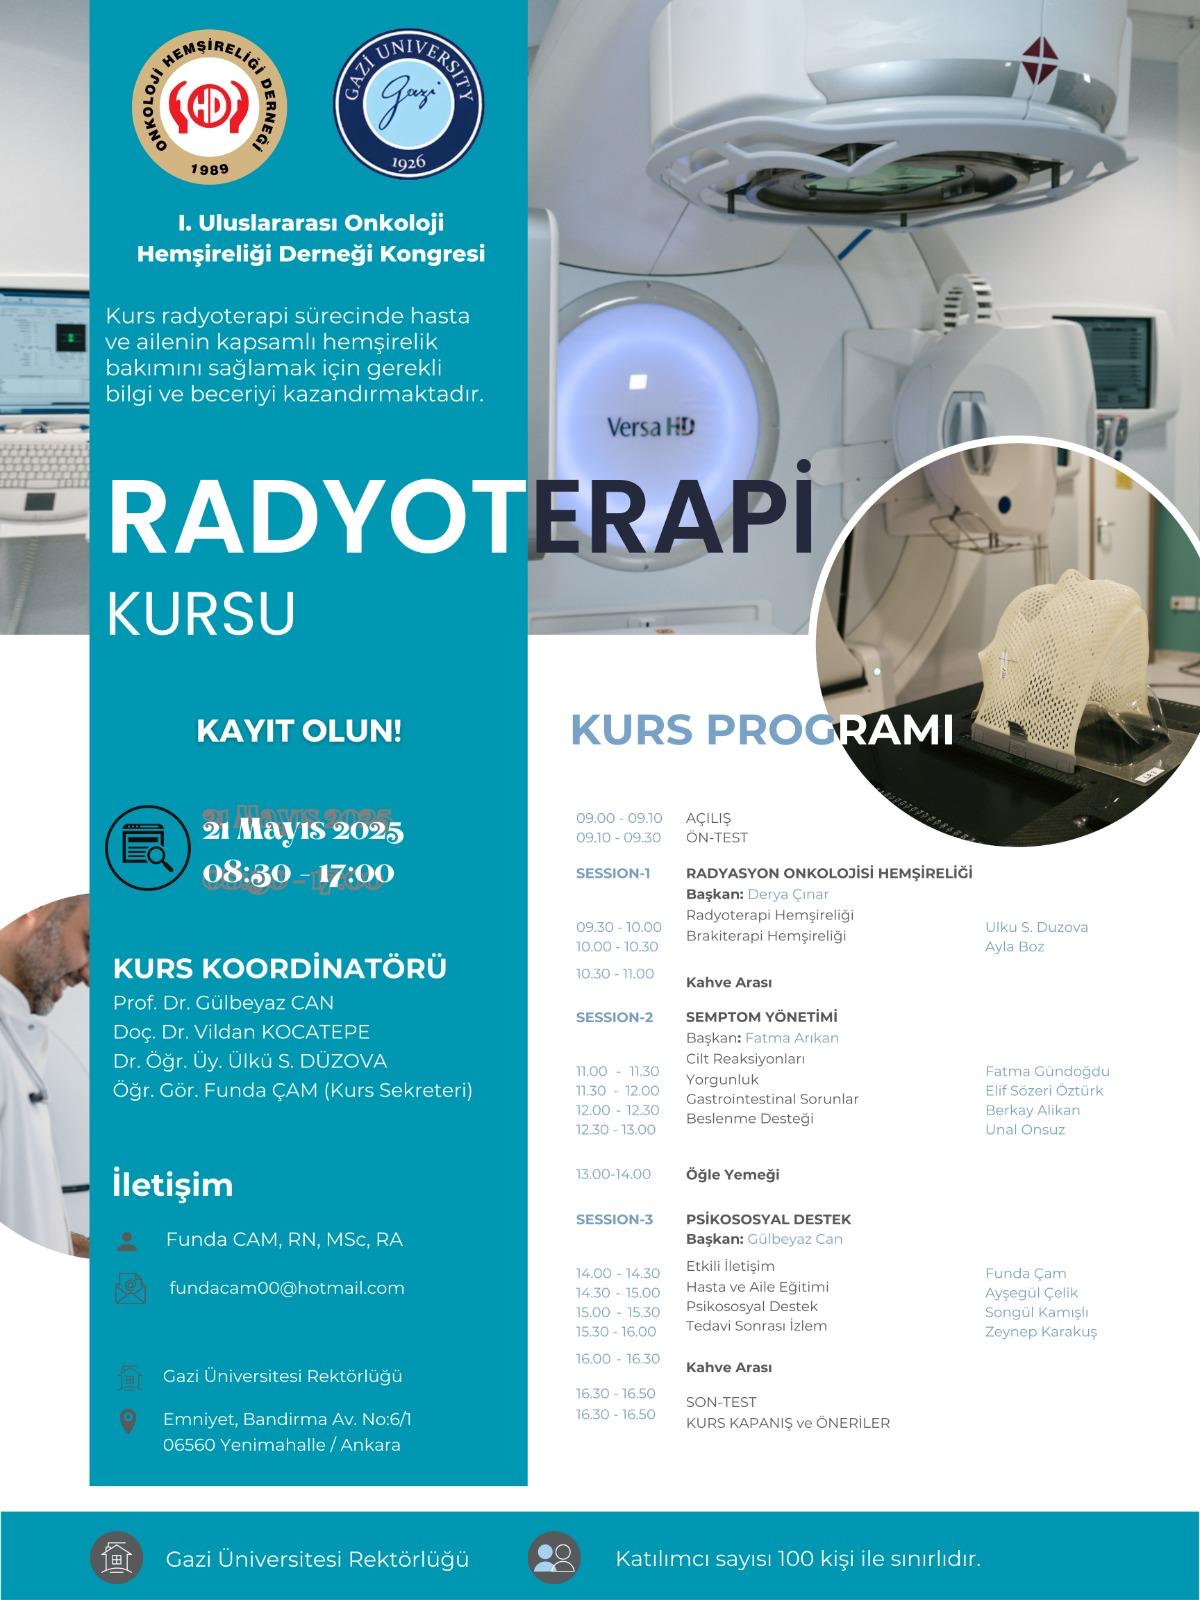 ONKOLOJİ HEMŞİRELİĞİ DERNEĞİ
HD
1989
GAZI UNIVERSITY
Gazi
1926
I. Uluslararası Onkoloji
Hemşireliği Derneği Kongresi
Kurs radyoterapi sürecinde hasta
ve ailenin kapsamlı hemşirelik
bakımını sağlamak için gerekli
bilgi ve beceriyi kazandırmaktadır.
Versa HD
RADYOTERAPİ
KURSU
KAYIT OLUN!
21 Mayıs 2025
08:30 - 17:00
KURS KOORDİNATÖRÜ
Prof. Dr. Gülbeyaz CAN
Doç. Dr. Vildan KOCATEPE
Dr. Öğr. Üy. Ülkü S. DÜZOVA
Öğr. Gör. Funda ÇAM (Kurs Sekreteri)
İletişim
Funda CAM, RN, MSc, RA
fundacam00@hotmail.com
Gazi Üniversitesi Rektörlüğü
Emniyet, Bandirma Av. No:6/1
06560 Yenimahalle / Ankara
KURS PROGRAMI
09.00 - 09.10 AÇILIŞ
09.10 - 09.30 ÖN-TEST
SESSION-1 RADYASYON ONKOLOJİSİ HEMŞİRELİĞİ
Başkan: Derya Çınar
09.30 - 10.00 Radyoterapi Hemşireliği Ulku S. Duzova
10.00 - 10.30 Brakiterapi Hemşireliği Ayla Boz
10.30 - 11.00 Kahve Arası
SESSION-2 SEMPTOM YÖNETİMİ
Başkan: Fatma Arıkan
11.00 - 11.30 Cilt Reaksiyonları Fatma Gündoğdu
11.30 - 12.00 Yorgunluk Elif Sözeri Öztürk
12.00 - 12.30 Gastrointestinal Sorunlar Berkay Alikan
12.30 - 13.00 Beslenme Desteği Unal Onsuz
13.00-14.00 Öğle Yemeği
SESSION-3 PSİKOSOSYAL DESTEK
Başkan: Gülbeyaz Can
14.00 - 14.30 Etkili İletişim Funda Çam
14.30 - 15.00 Hasta ve Aile Eğitimi Ayşegül Çelik
15.00 - 15.30 Psikososyal Destek Songül Kamışlı
15.30 - 16.00 Tedavi Sonrası İzlem Zeynep Karakuş
16.00 - 16.30 Kahve Arası
16.30 - 16.50 SON-TEST
16.30 - 16.50 KURS KAPANIŞ ve ÖNERİLER
Gazi Üniversitesi Rektörlüğü
Katılımcı sayısı 100 kişi ile sınırlıdır.